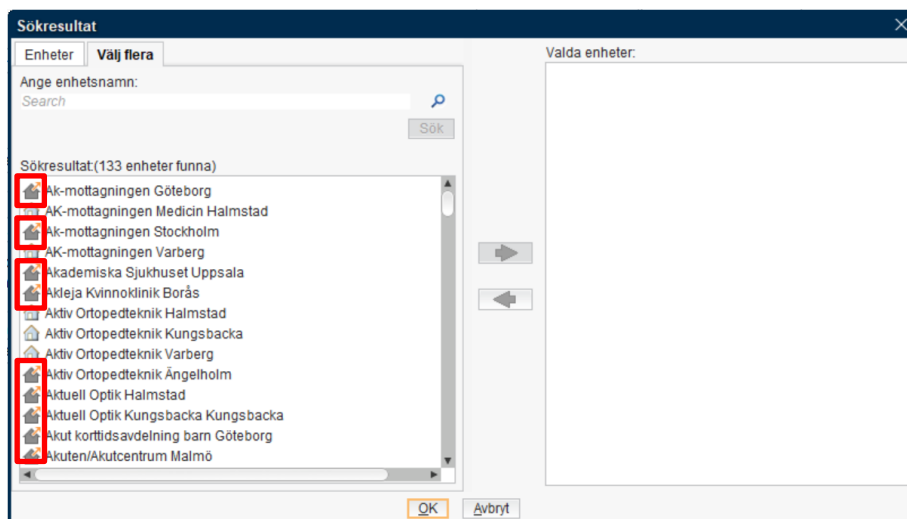 Sökresultat
Enheter
Välj flera
Ange enhetsnamn:
Search
Sök
Sökresultat:(133 enheter funna)
Ak-mottagningen Göteborg
AK-mottagningen Medicin Halmstad
Ak-mottagningen Stockholm
AK-mottagningen Varberg
Akademiska Sjukhuset Uppsala
Akleja Kvinnoklinik Borås
Aktiv Ortopedteknik Halmstad
Aktiv Ortopedteknik Kungsbacka
Aktiv Ortopedteknik Varberg
Aktiv Ortopedteknik Ängelholm
Aktuell Optik Halmstad
Aktuell Optik Kungsbacka Kungsbacka
Akut korttidsavdelning barn Göteborg
Akuten/Akutcentrum Malmö
Valda enheter:
OK
Avbryt